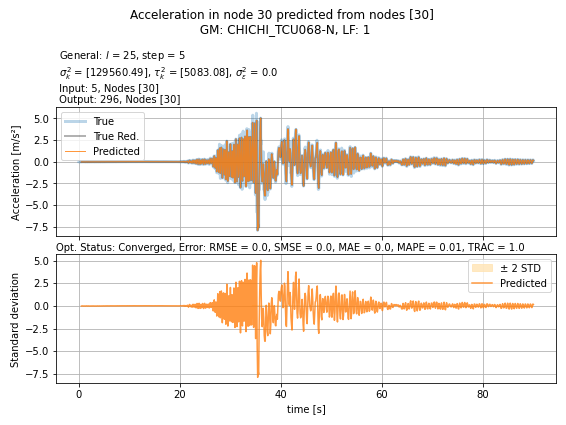 Acceleration in node 30 predicted from nodes [30]
GM: CHICHI_TCU068-N, LF: 1
General: l = 25, step = 5
σ²ₖ = [129560.49], τ²ₖ = [5083.08], σ²ε = 0.0
Input: 5, Nodes [30]
Output: 296, Nodes [30]
5.0
2.5
0.0
−2.5
−5.0
−7.5
Acceleration [m/s²]
True
True Red.
Predicted
Opt. Status: Converged, Error: RMSE = 0.0, SMSE = 0.0, MAE = 0.0, MAPE = 0.01, TRAC = 1.0
5.0
2.5
0.0
−2.5
−5.0
−7.5
Standard deviation
± 2 STD
Predicted
0 20 40 60 80
time [s]